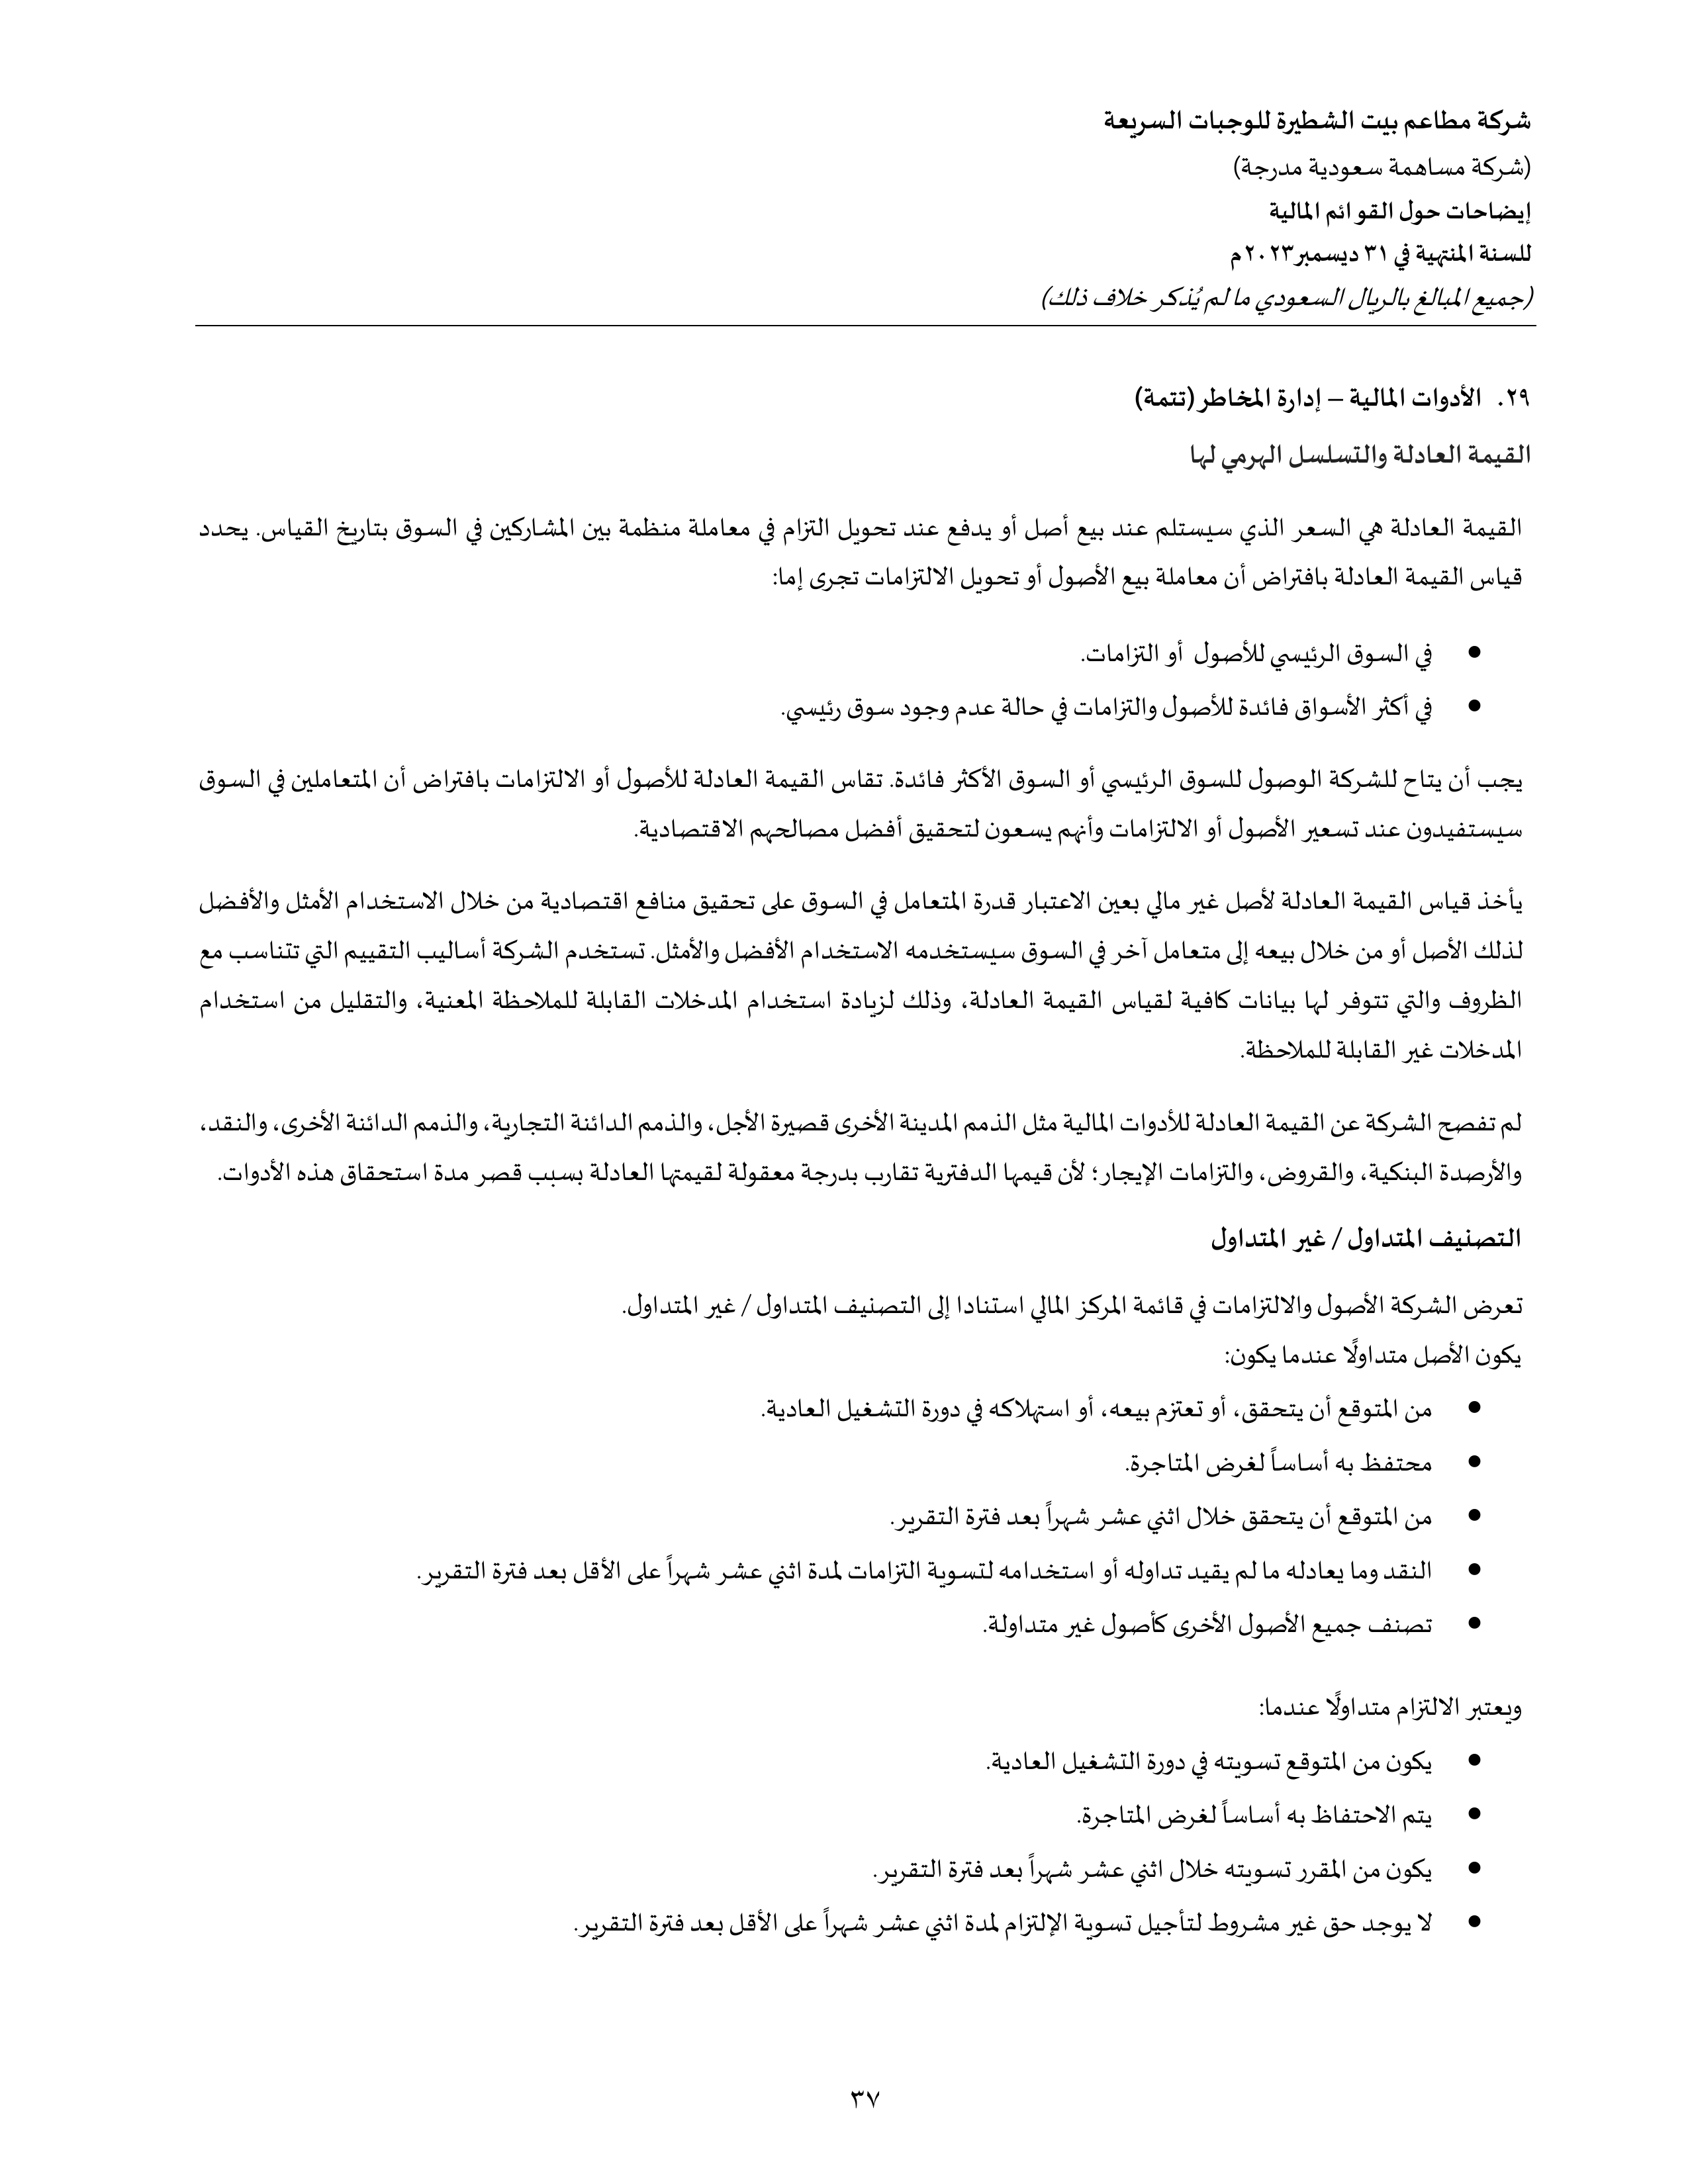 شركة مطاعم بيت الشطيرة للوجبات السريعة
(شركة مساهمة سعودية مدرجة)
إيضاحات حول القوائم المالية
للسنة المنتهية في ٣١ ديسمبر ٢٠٢٣م
(جميع المبالغ بالريال السعودي ما لم يُذكر خلاف ذلك)
٢٩. الأدوات المالية – إدارة المخاطر (تتمة)
القيمة العادلة والتسلسل الهرمي لها
القيمة العادلة هي السعر الذي سيستلم عند بيع أصل أو يدفع عند تحويل التزام في معاملة منظمة بين المشاركين في السوق بتاريخ القياس. يحدد
قياس القيمة العادلة بافتراض أن معاملة بيع الأصول أو تحويل الالتزامات تجرى إما:
● في السوق الرئيسي للأصول أو التزامات.
● في أكثر الأسواق فائدة للأصول والتزامات في حالة عدم وجود سوق رئيسي.
يجب أن يتاح للشركة الوصول للسوق الرئيسي أو السوق الأكثر فائدة. تقاس القيمة العادلة للأصول أو الالتزامات بافتراض أن المتعاملين في السوق
سيستفيدون عند تسعير الأصول أو الالتزامات وأنهم يسعون لتحقيق أفضل مصالحهم الاقتصادية.
يأخذ قياس القيمة العادلة لأصل غير مالي بعين الاعتبار قدرة المتعامل في السوق على تحقيق منافع اقتصادية من خلال الاستخدام الأمثل والأفضل
لذلك الأصل أو من خلال بيعه إلى متعامل آخر في السوق سيستخدمه الاستخدام الأفضل والأمثل. تستخدم الشركة أساليب التقييم التي تتناسب مع
الظروف والتي تتوفر لها بيانات كافية لقياس القيمة العادلة، وذلك لزيادة استخدام المدخلات القابلة للملاحظة المعنية، والتقليل من استخدام
المدخلات غير القابلة للملاحظة.
لم تفصح الشركة عن القيمة العادلة للأدوات المالية مثل الذمم المدينة الأخرى قصيرة الأجل، والذمم الدائنة التجارية، والذمم الدائنة الأخرى، والنقد،
والأرصدة البنكية، والقروض، والتزامات الإيجار؛ لأن قيمها الدفترية تقارب بدرجة معقولة لقيمتها العادلة بسبب قصر مدة استحقاق هذه الأدوات.
التصنيف المتداول / غير المتداول
تعرض الشركة الأصول والالتزامات في قائمة المركز المالي استنادا إلى التصنيف المتداول / غير المتداول.
يكون الأصل متداولًا عندما يكون:
● من المتوقع أن يتحقق، أو تعتزم بيعه، أو استهلاكه في دورة التشغيل العادية.
● محتفظ به أساساً لغرض المتاجرة.
● من المتوقع أن يتحقق خلال اثني عشر شهراً بعد فترة التقرير.
● النقد وما يعادله ما لم يقيد تداوله أو استخدامه لتسوية التزامات لمدة اثني عشر شهراً على الأقل بعد فترة التقرير.
● تصنف جميع الأصول الأخرى كأصول غير متداولة.
ويعتبر الالتزام متداولًا عندما:
● يكون من المتوقع تسويته في دورة التشغيل العادية.
● يتم الاحتفاظ به أساساً لغرض المتاجرة.
● يكون من المقرر تسويته خلال اثني عشر شهراً بعد فترة التقرير.
● لا يوجد حق غير مشروط لتأجيل تسوية الإلتزام لمدة اثني عشر شهراً على الأقل بعد فترة التقرير.
٣٧